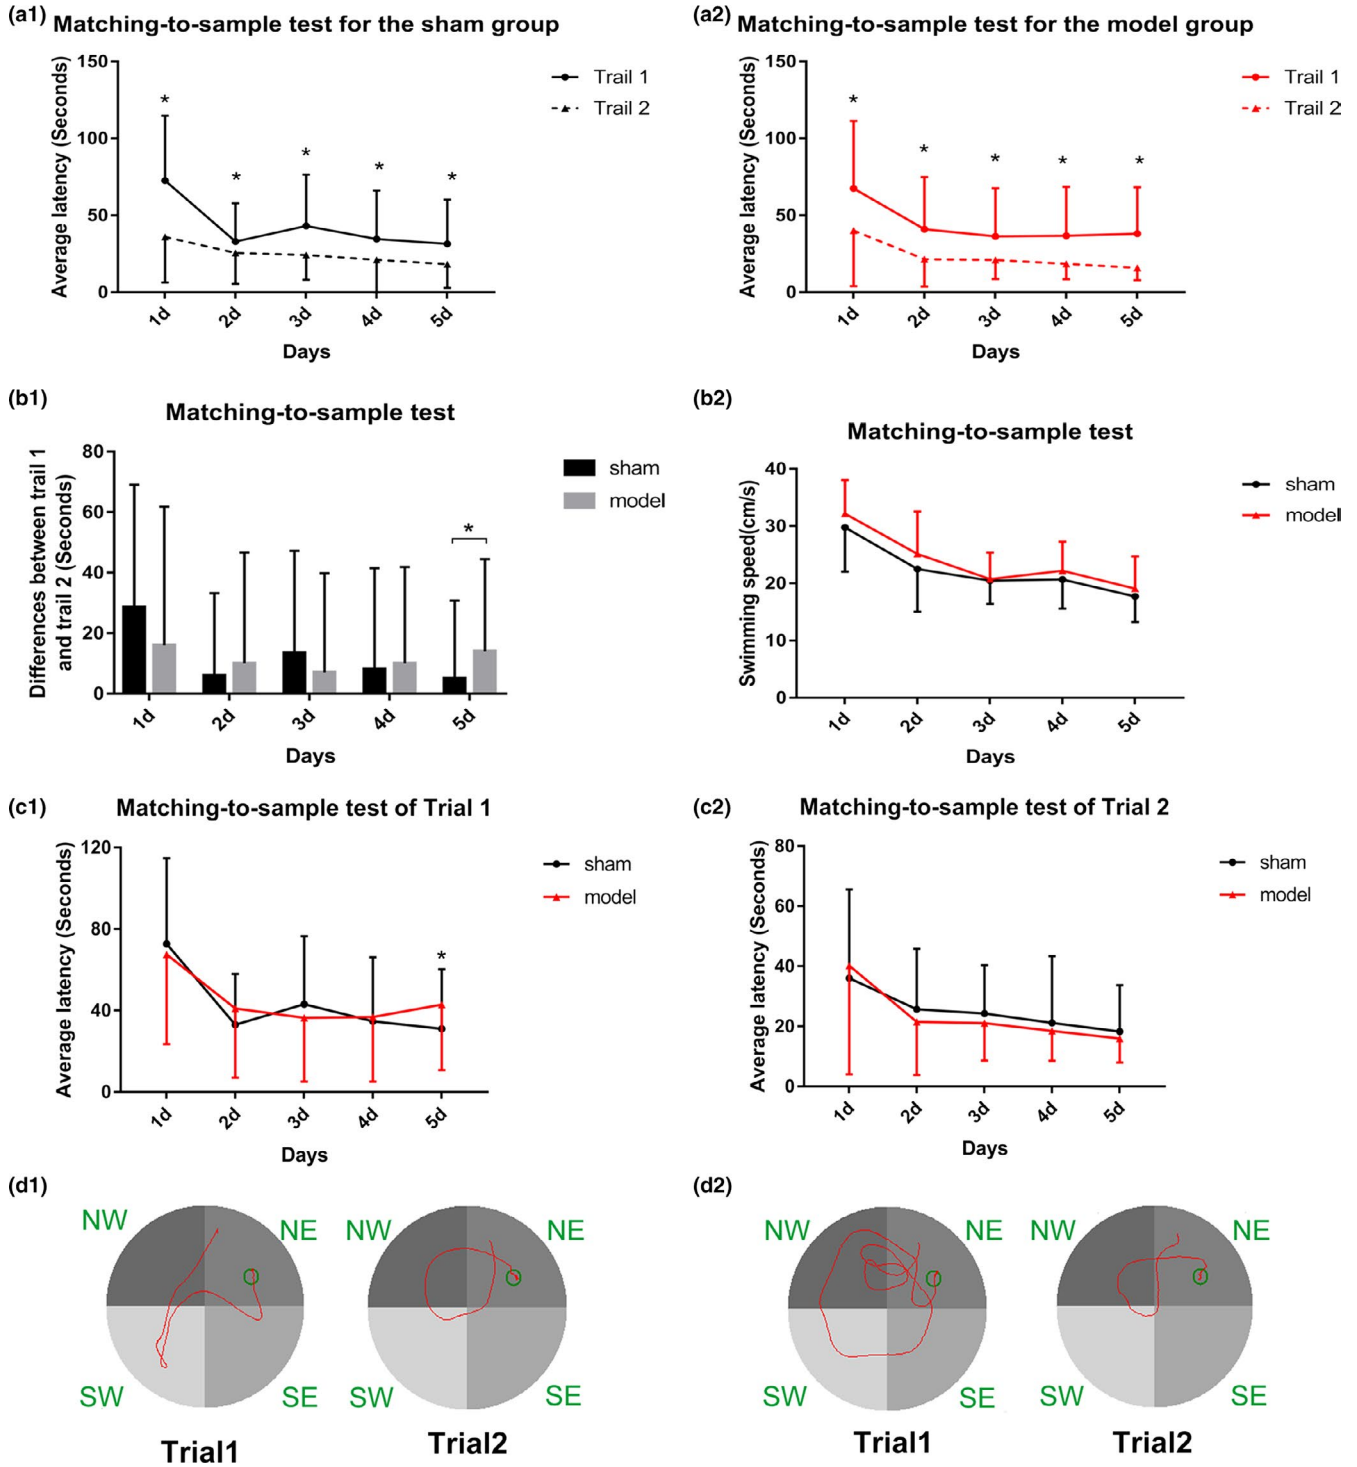 (a1)
Matching-to-sample test for the sham group
Average latency (Seconds)
150
100
50
0
*
*
*
*
*
1d
2d
3d
4d
5d
Days
Trail 1
Trail 2
(a2)
Matching-to-sample test for the model group
Average latency (Seconds)
150
100
50
0
*
*
*
*
*
1d
2d
3d
4d
5d
Days
Trail 1
Trail 2
(b1)
Matching-to-sample test
Differences between trail 1
and trail 2 (Seconds)
80
60
40
20
0
*
1d
2d
3d
4d
5d
Days
sham
model
(b2)
Matching-to-sample test
Swimming speed(cm/s)
40
30
20
10
0
1d
2d
3d
4d
5d
Days
sham
model
(c1)
Matching-to-sample test of Trial 1
Average latency (Seconds)
120
80
40
0
*
1d
2d
3d
4d
5d
Days
sham
model
(c2)
Matching-to-sample test of Trial 2
Average latency (Seconds)
80
60
40
20
0
1d
2d
3d
4d
5d
Days
sham
model
(d1)
NW
NE
SW
SE
Trial1
NW
NE
SW
SE
Trial2
(d2)
NW
NE
SW
SE
Trial1
NW
NE
SW
SE
Trial2